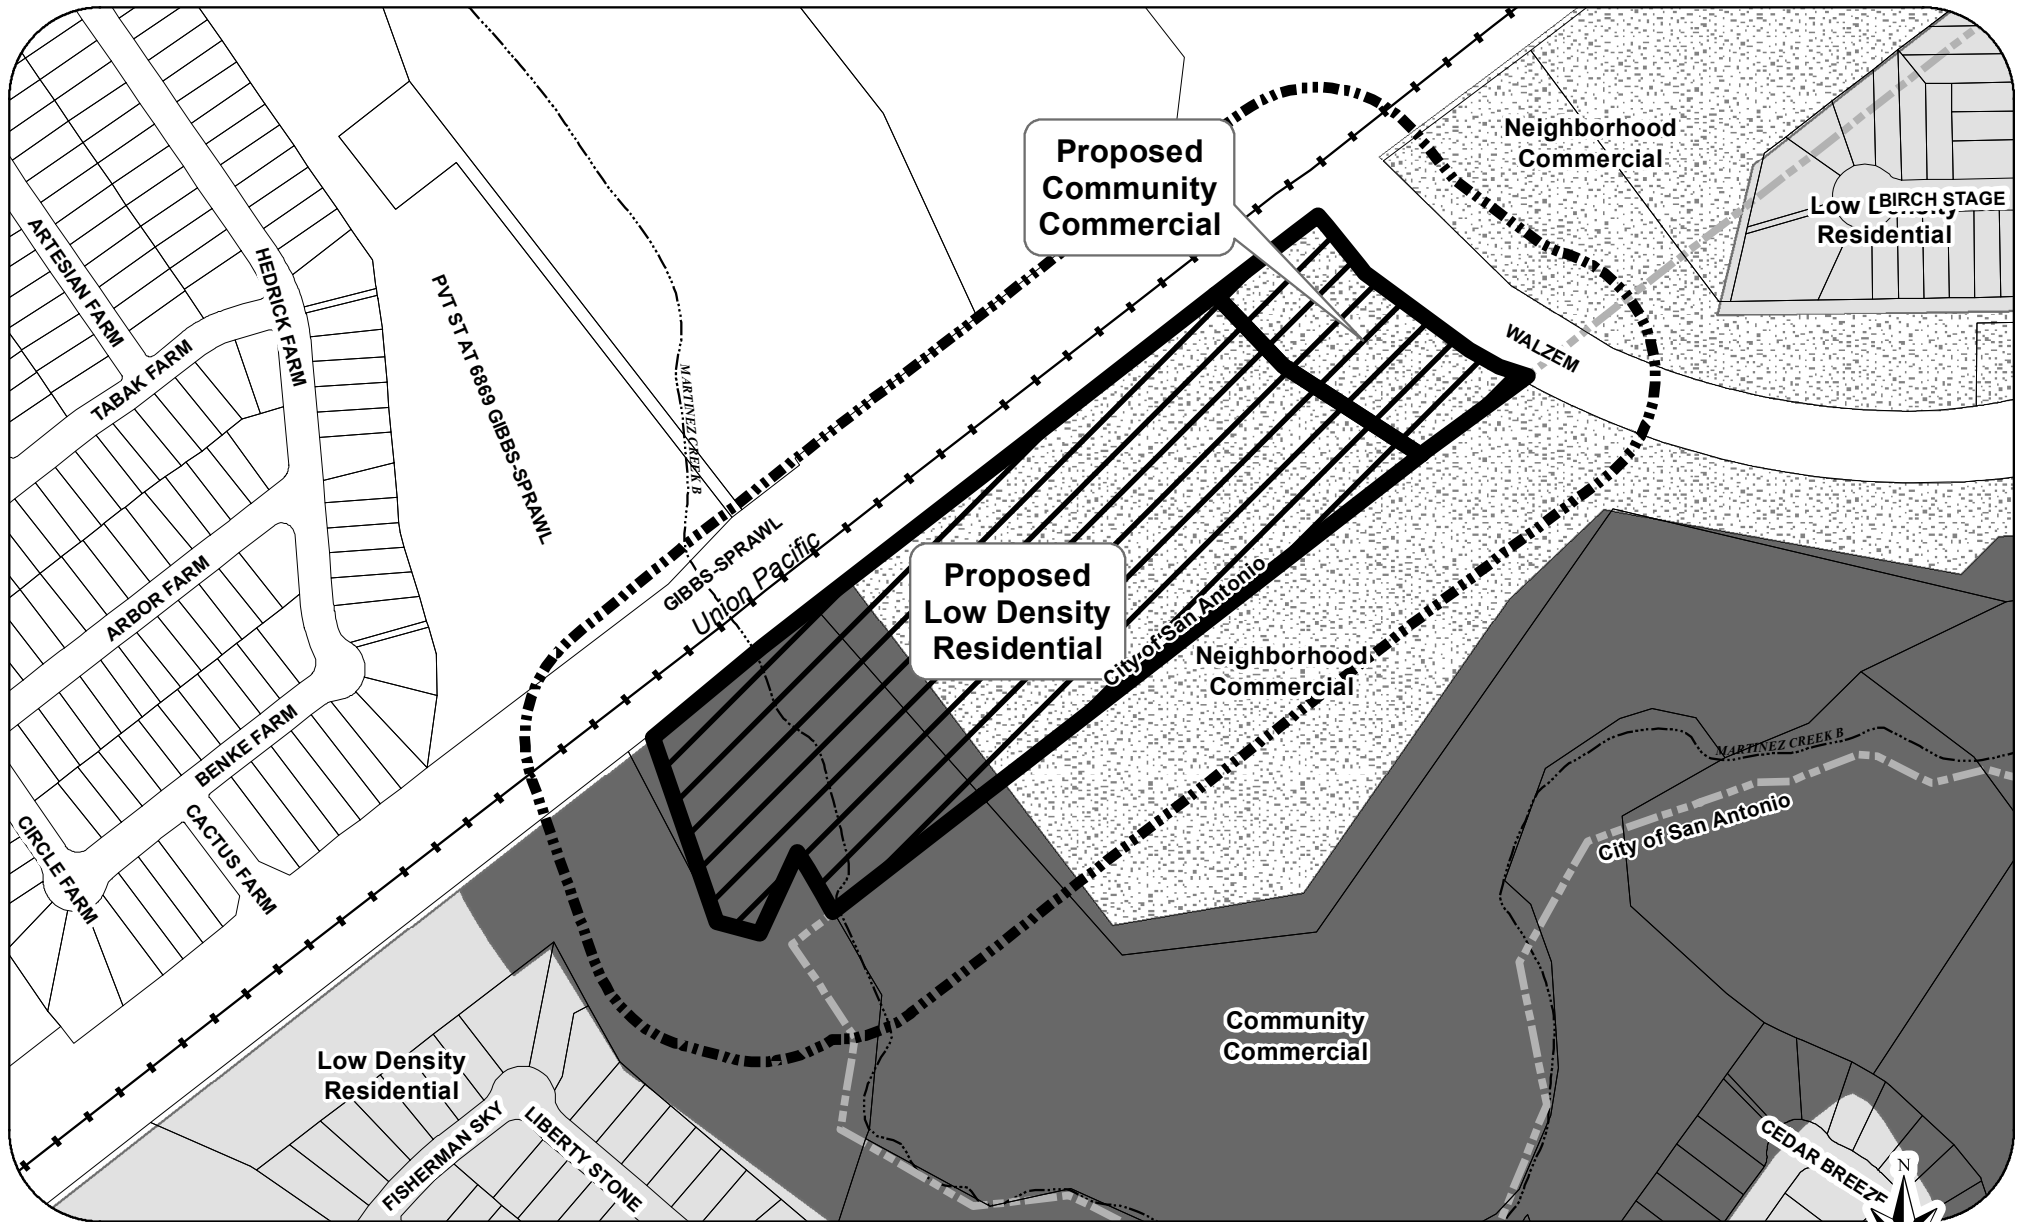 Neighborhood
Commercial
Proposed
Community
Commercial
BIRCH STAGE
Low Density
Residential
ARTESIAN FARM
HEDRICK FARM
PVT ST AT 6869 GIBBS-SPRAWL
TABAK FARM
WALZEM
MARTINEZ CREEK B
GIBBS-SPRAWL
Union Pacific
Proposed
Low Density
Residential
City of San Antonio
Neighborhood
Commercial
ARBOR FARM
BENKE FARM
CACTUS FARM
CIRCLE FARM
MARTINEZ CREEK B
City of San Antonio
Community
Commercial
Low Density
Residential
FISHERMAN SKY
LIBERTY STONE
CEDAR BREEZE
N